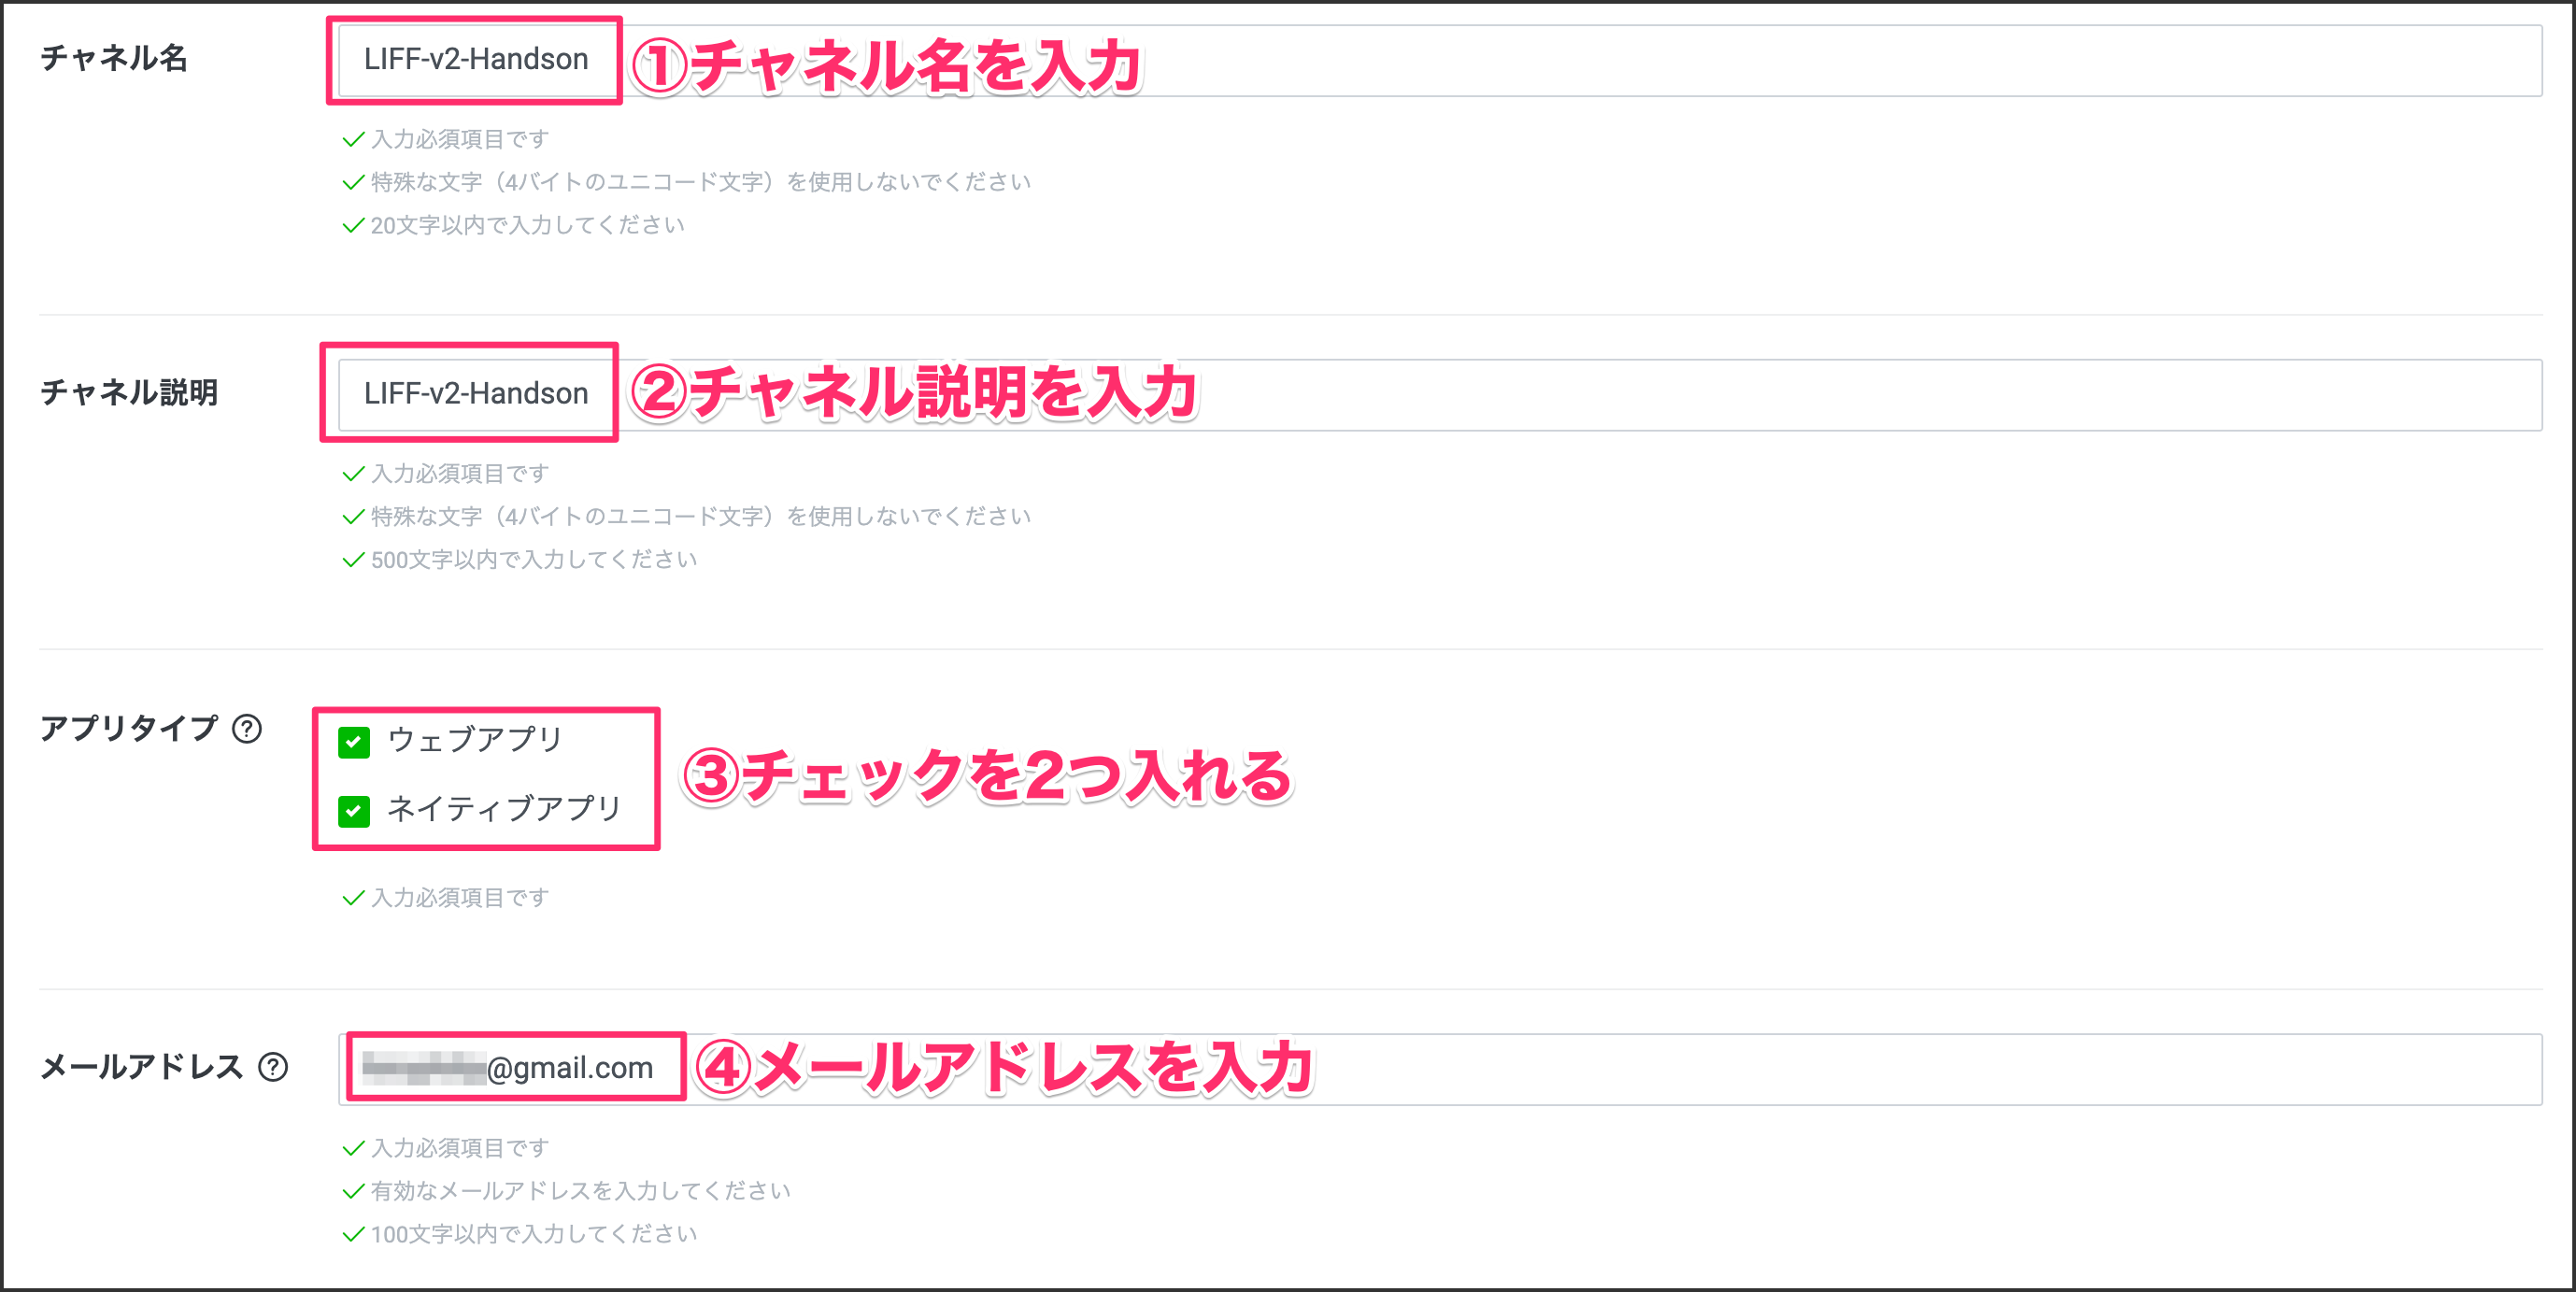 チャネル名 LIFF-v2-Handson ①チャネル名を入力
入力必須項目です
特殊な文字（4バイトのユニコード文字）を使用しないでください
20文字以内で入力してください
チャネル説明 LIFF-v2-Handson ②チャネル説明を入力
入力必須項目です
特殊な文字（4バイトのユニコード文字）を使用しないでください
500文字以内で入力してください
アプリタイプ ? ウェブアプリ
ネイティブアプリ
③チェックを2つ入れる
入力必須項目です
メールアドレス ? @gmail.com ④メールアドレスを入力
入力必須項目です
有効なメールアドレスを入力してください
100文字以内で入力してください